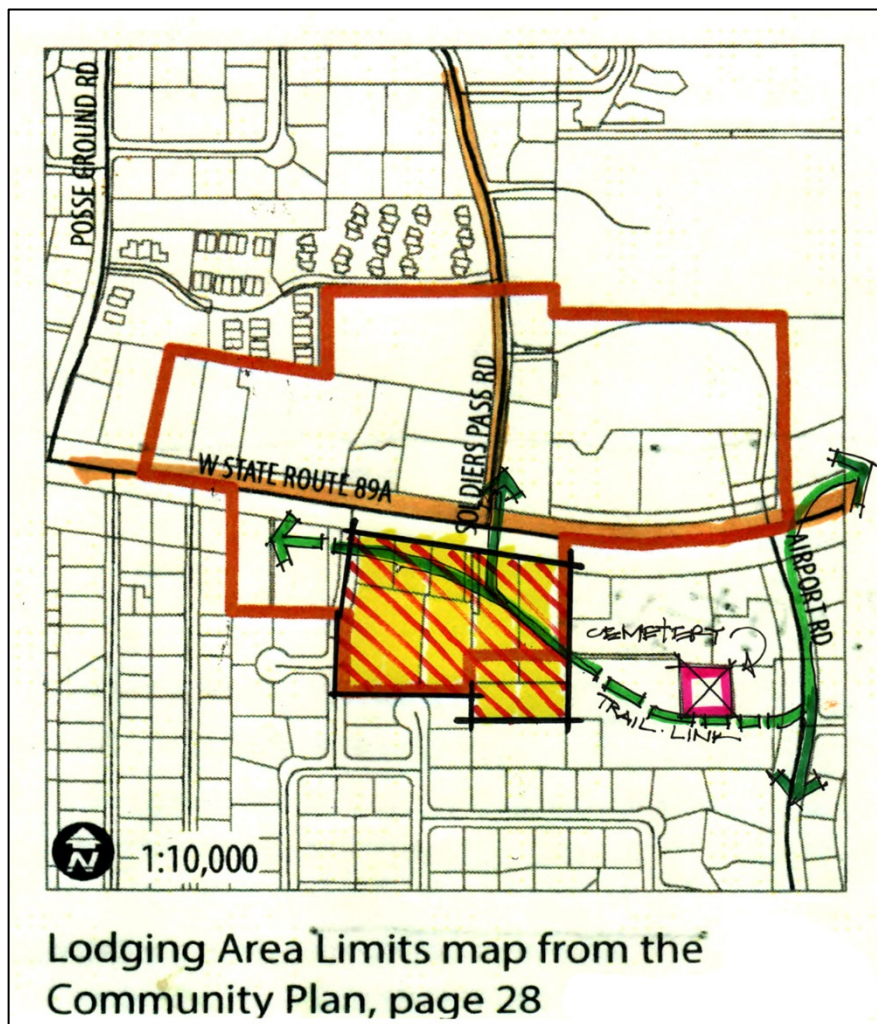 POSSE GROUND RD
SOLDIERS PASS RD
W STATE ROUTE 89A
AIRPORT RD
CEMETERY
TRAIL LINK
N
1:10,000
Lodging Area Limits map from the
Community Plan, page 28